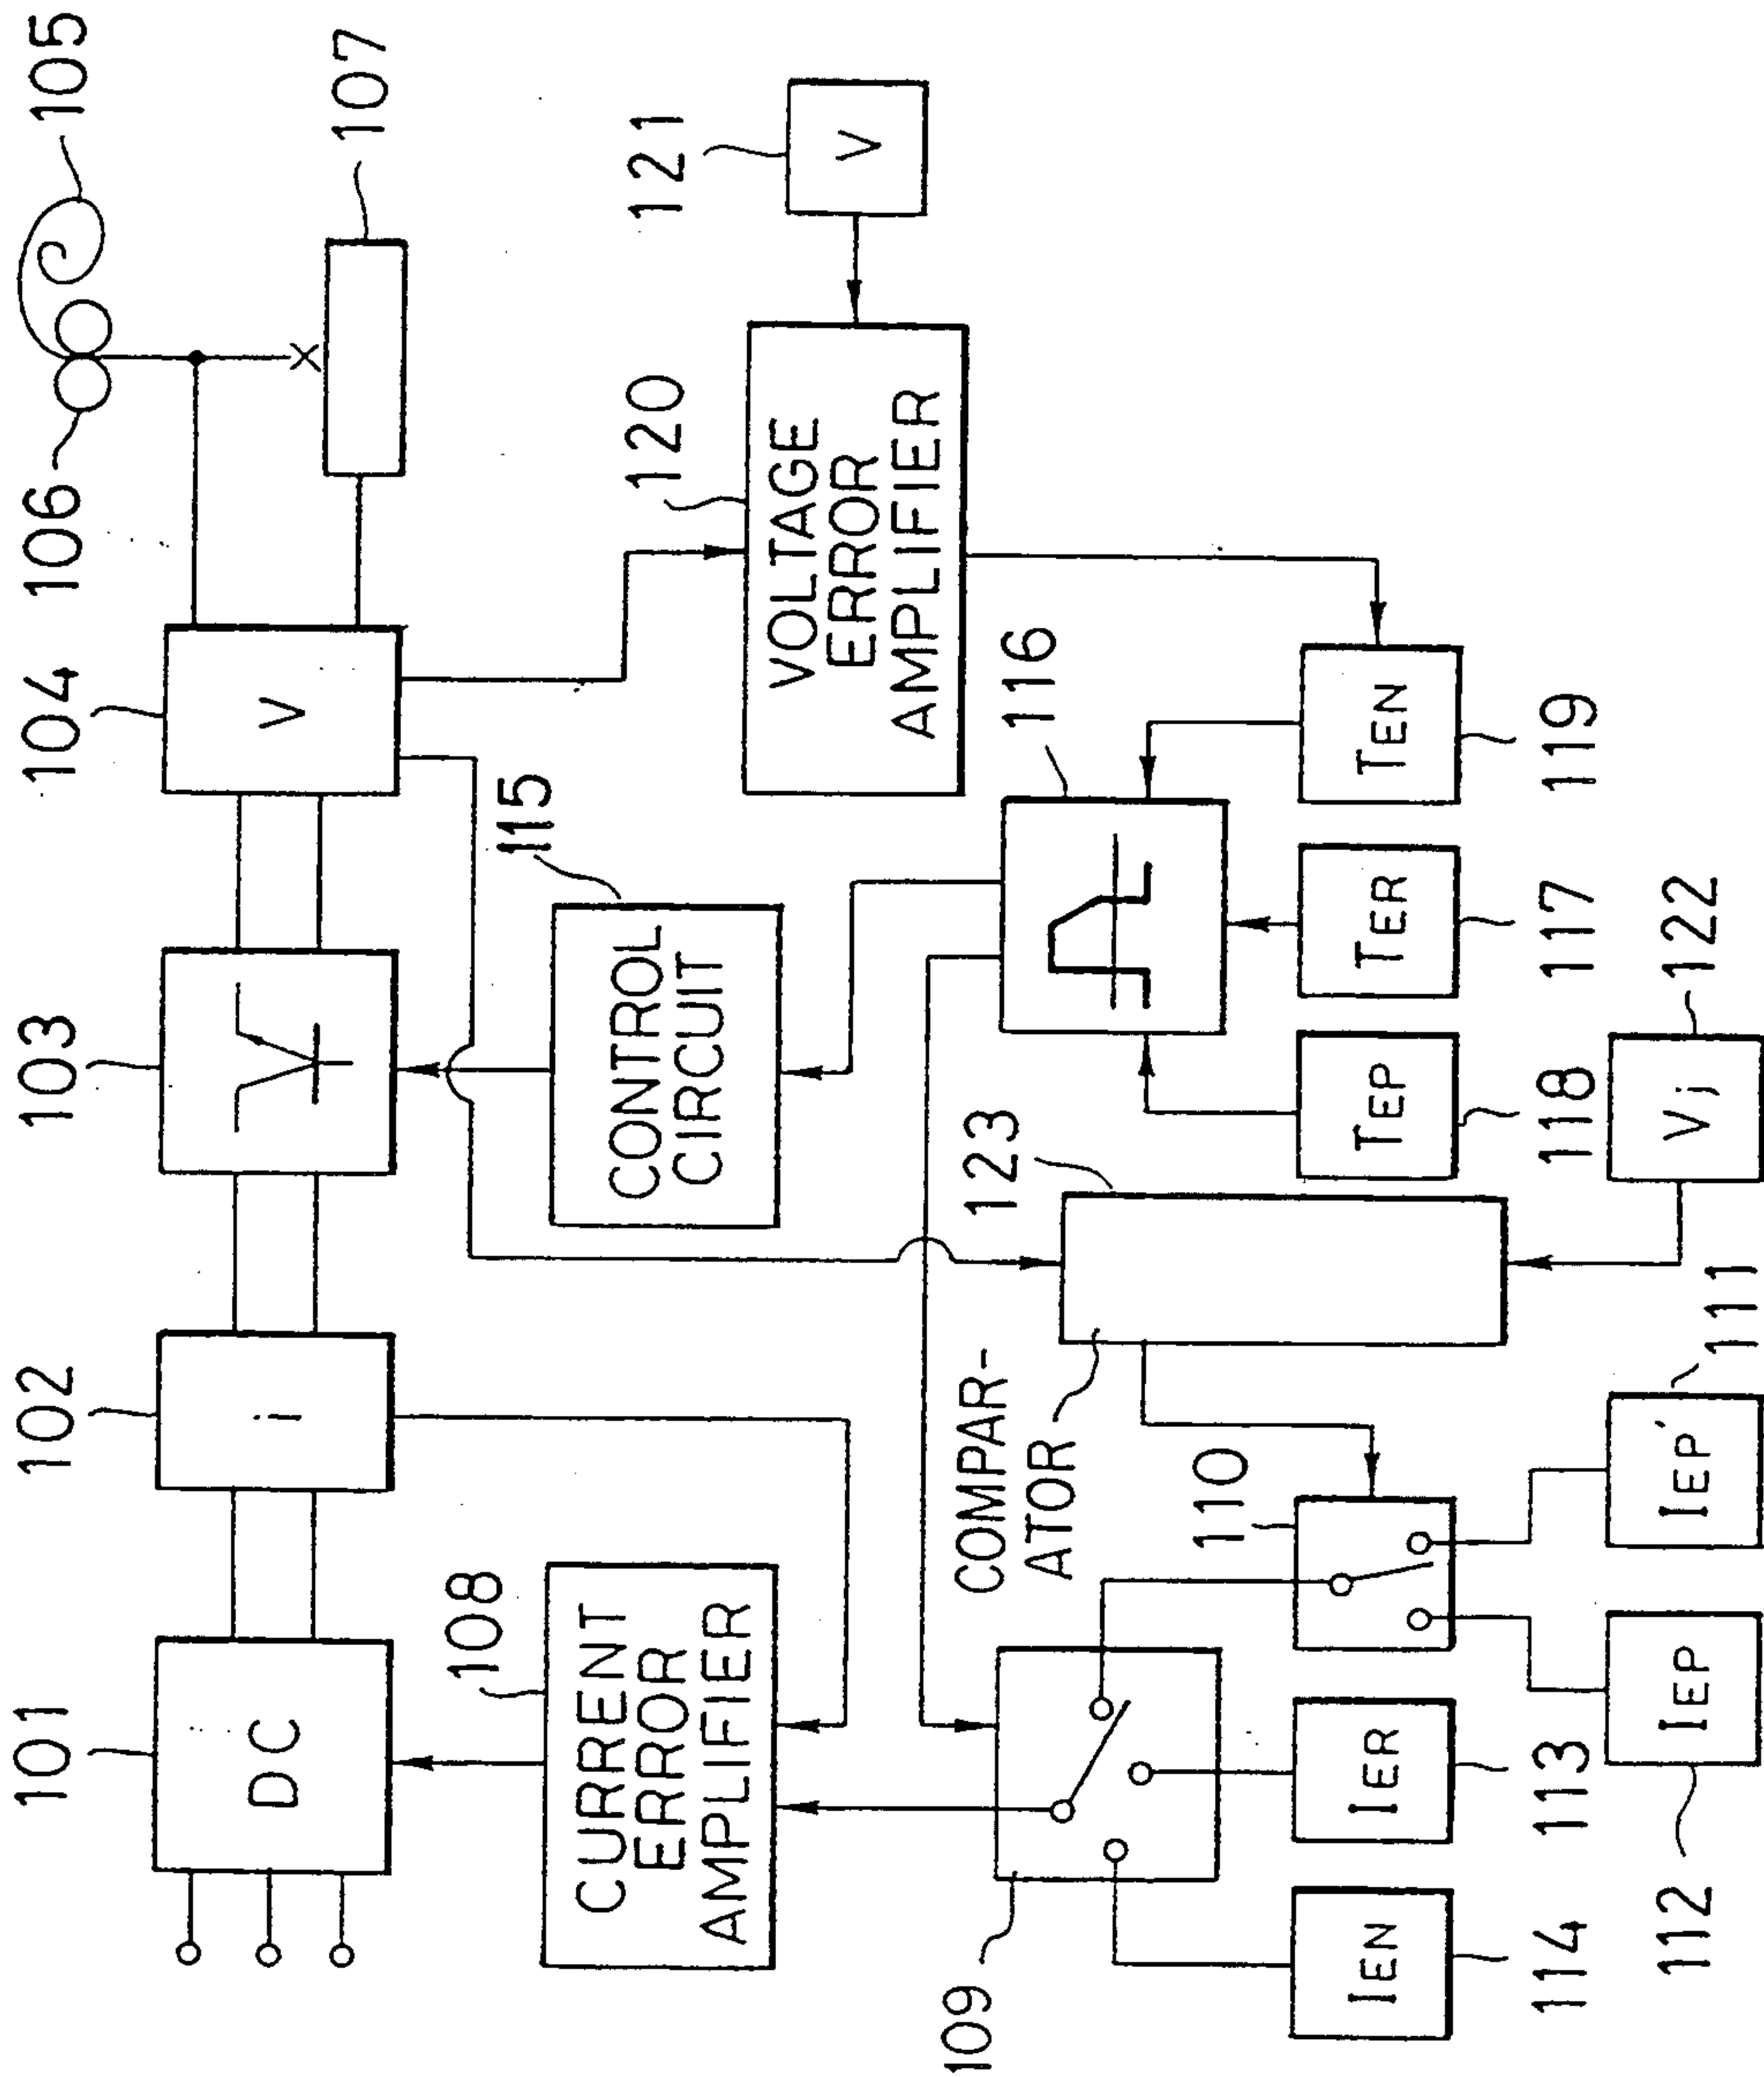 101
102
103
104
105
106
107
DC
i
V
108
CURRENT
ERROR
AMPLIFIER
115
CONTROL
CIRCUIT
120
VOLTAGE
ERROR
AMPLIFIER
121
V
109
COMPAR-
ATOR
123
116
110
114
IEN
113
IER
112
IEP
111
IEP'
118
TEP
117
TER
119
TEN
122
Vj